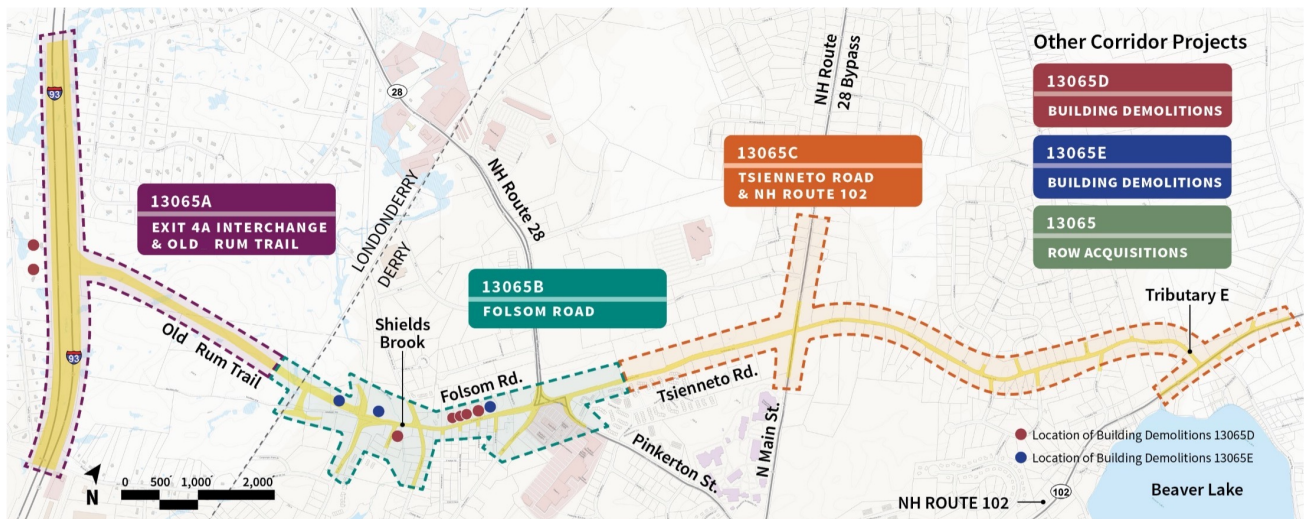 Other Corridor Projects
13065D
BUILDING DEMOLITIONS
13065E
BUILDING DEMOLITIONS
13065
ROW ACQUISITIONS
NH Route
28 Bypass
28
93
13065C
TSIENNETO ROAD
& NH ROUTE 102
13065A
EXIT 4A INTERCHANGE
& OLD RUM TRAIL
LONDONDERRY
DERRY
NH Route 28
13065B
FOLSOM ROAD
Tributary E
Shields
Brook
Old Rum Trail
93
Folsom Rd.
Tsienneto Rd.
Pinkerton St.
N Main St.
Location of Building Demolitions 13065D
Location of Building Demolitions 13065E
N
0 500' 1,000' 2,000'
NH ROUTE 102
102
Beaver Lake